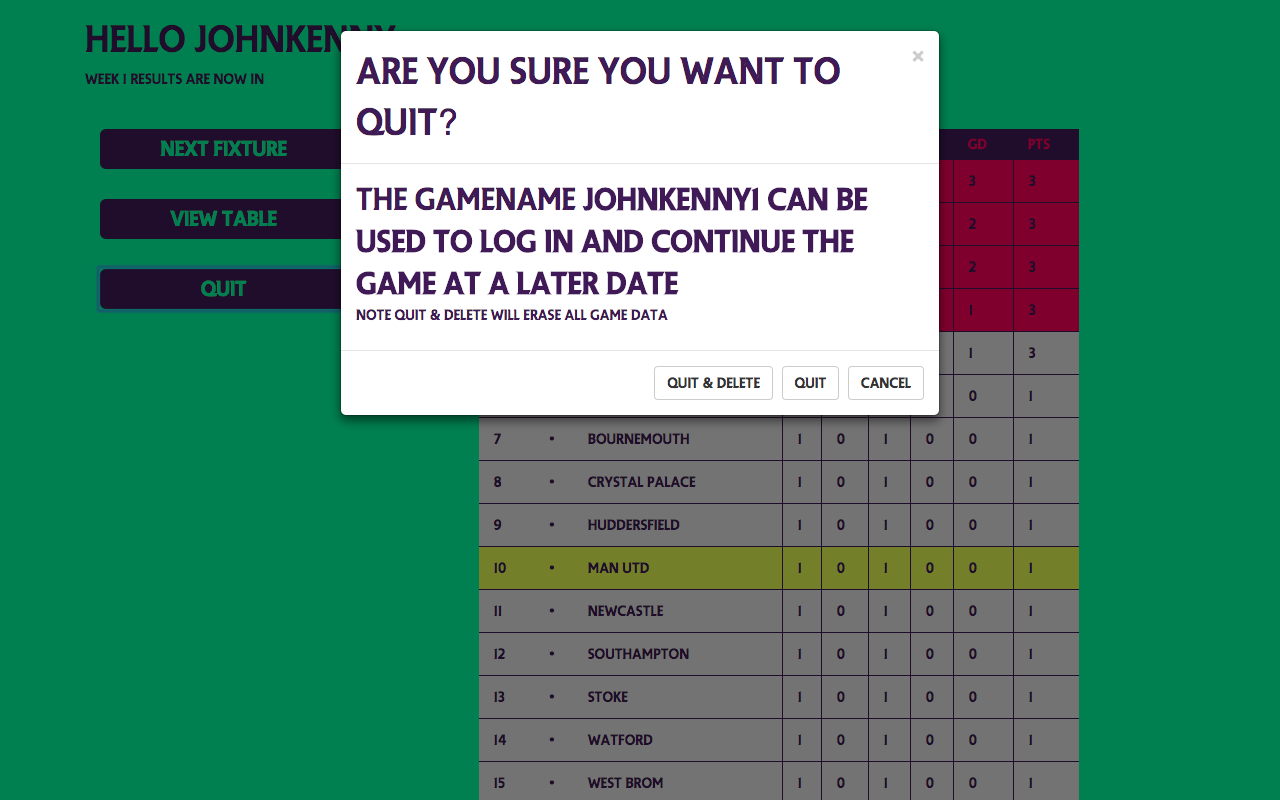 HELLO JOHNKENNY
WEEK 1 RESULTS ARE NOW IN
NEXT FIXTURE
VIEW TABLE
QUIT
×
ARE YOU SURE YOU WANT TO
QUIT?
THE GAMENAME JOHNKENNY1 CAN BE
USED TO LOG IN AND CONTINUE THE
GAME AT A LATER DATE
NOTE QUIT & DELETE WILL ERASE ALL GAME DATA
QUIT & DELETE QUIT CANCEL
GD PTS
3 3
2 3
2 3
1 3
1 3
0 1
7 • BOURNEMOUTH 1 0 1 0 0 1
8 • CRYSTAL PALACE 1 0 1 0 0 1
9 • HUDDERSFIELD 1 0 1 0 0 1
10 • MAN UTD 1 0 1 0 0 1
11 • NEWCASTLE 1 0 1 0 0 1
12 • SOUTHAMPTON 1 0 1 0 0 1
13 • STOKE 1 0 1 0 0 1
14 • WATFORD 1 0 1 0 0 1
15 • WEST BROM 1 0 1 0 0 1